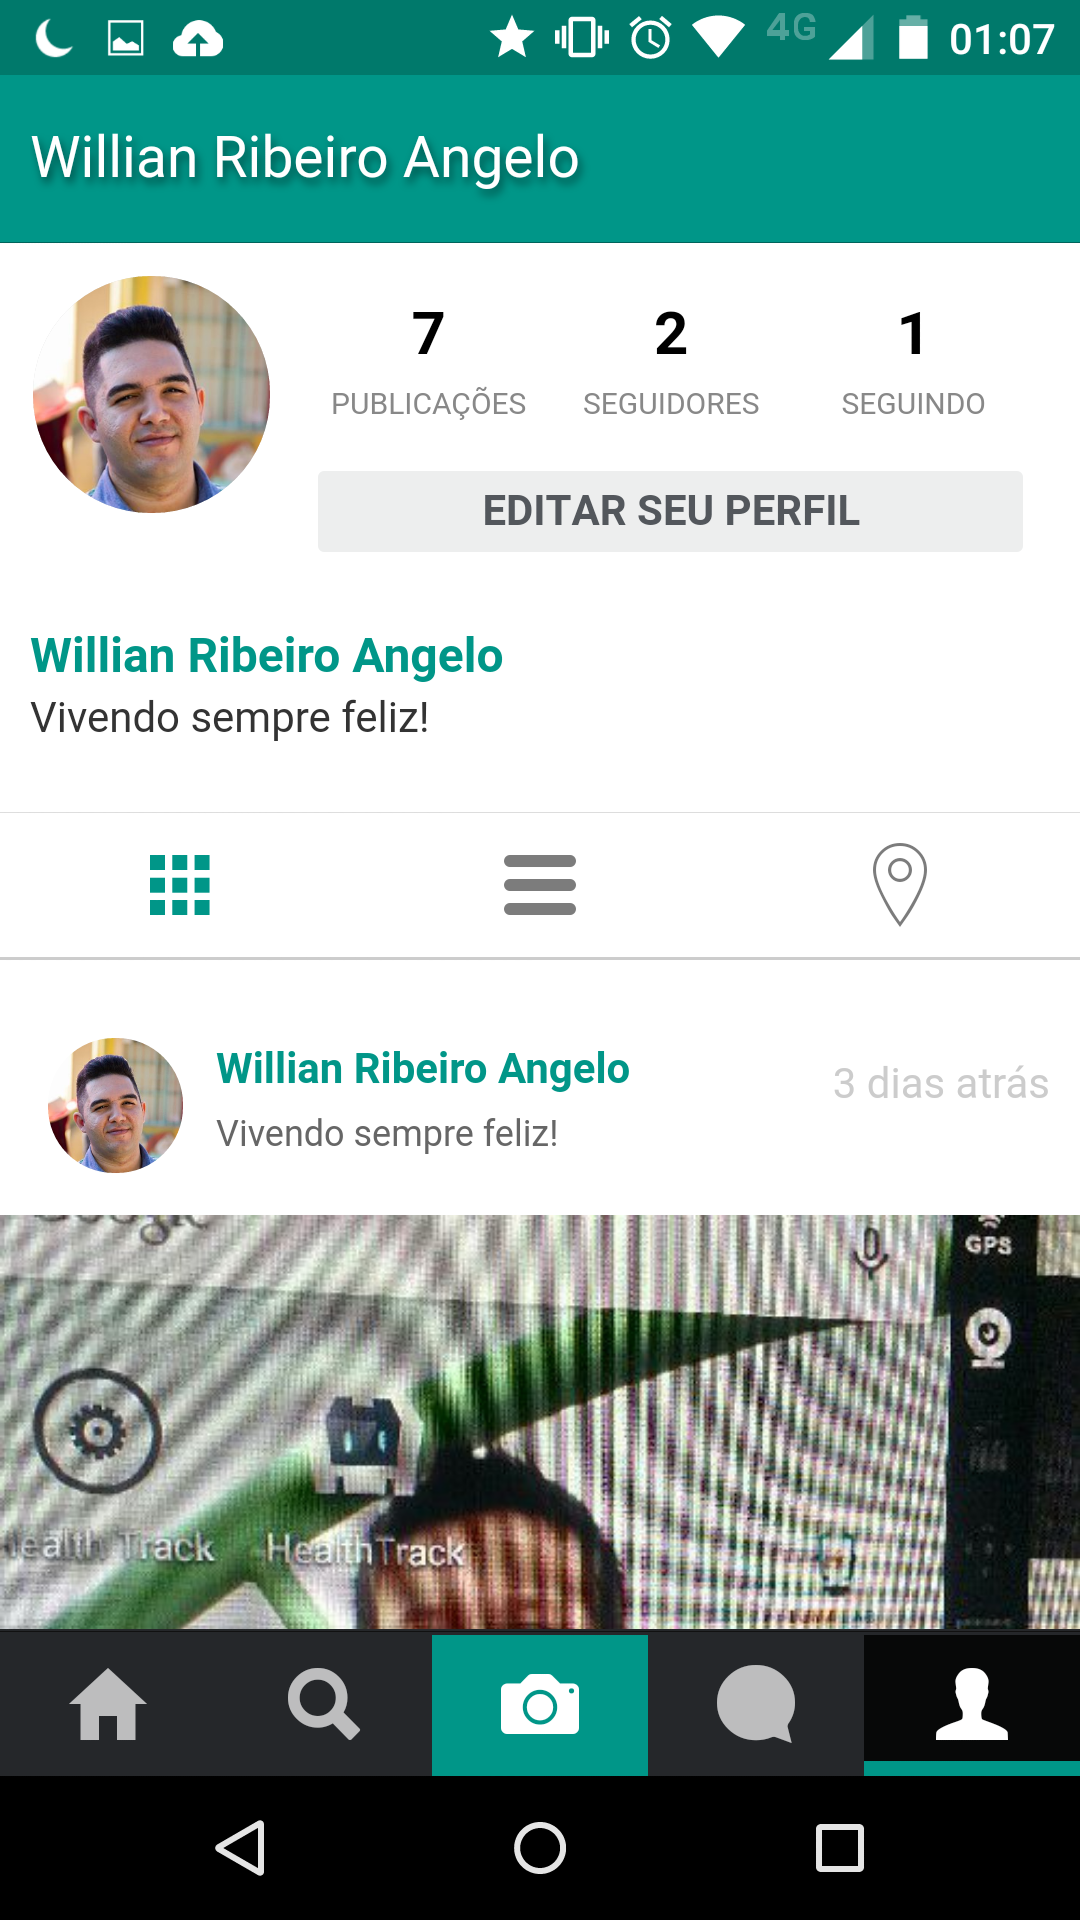 4G 01:07
Willian Ribeiro Angelo
7 2 1
PUBLICAÇÕES SEGUIDORES SEGUINDO
EDITAR SEU PERFIL
Willian Ribeiro Angelo
Vivendo sempre feliz!
Willian Ribeiro Angelo
3 dias atrás
Vivendo sempre feliz!
GPS
ealth Track HealthTrack